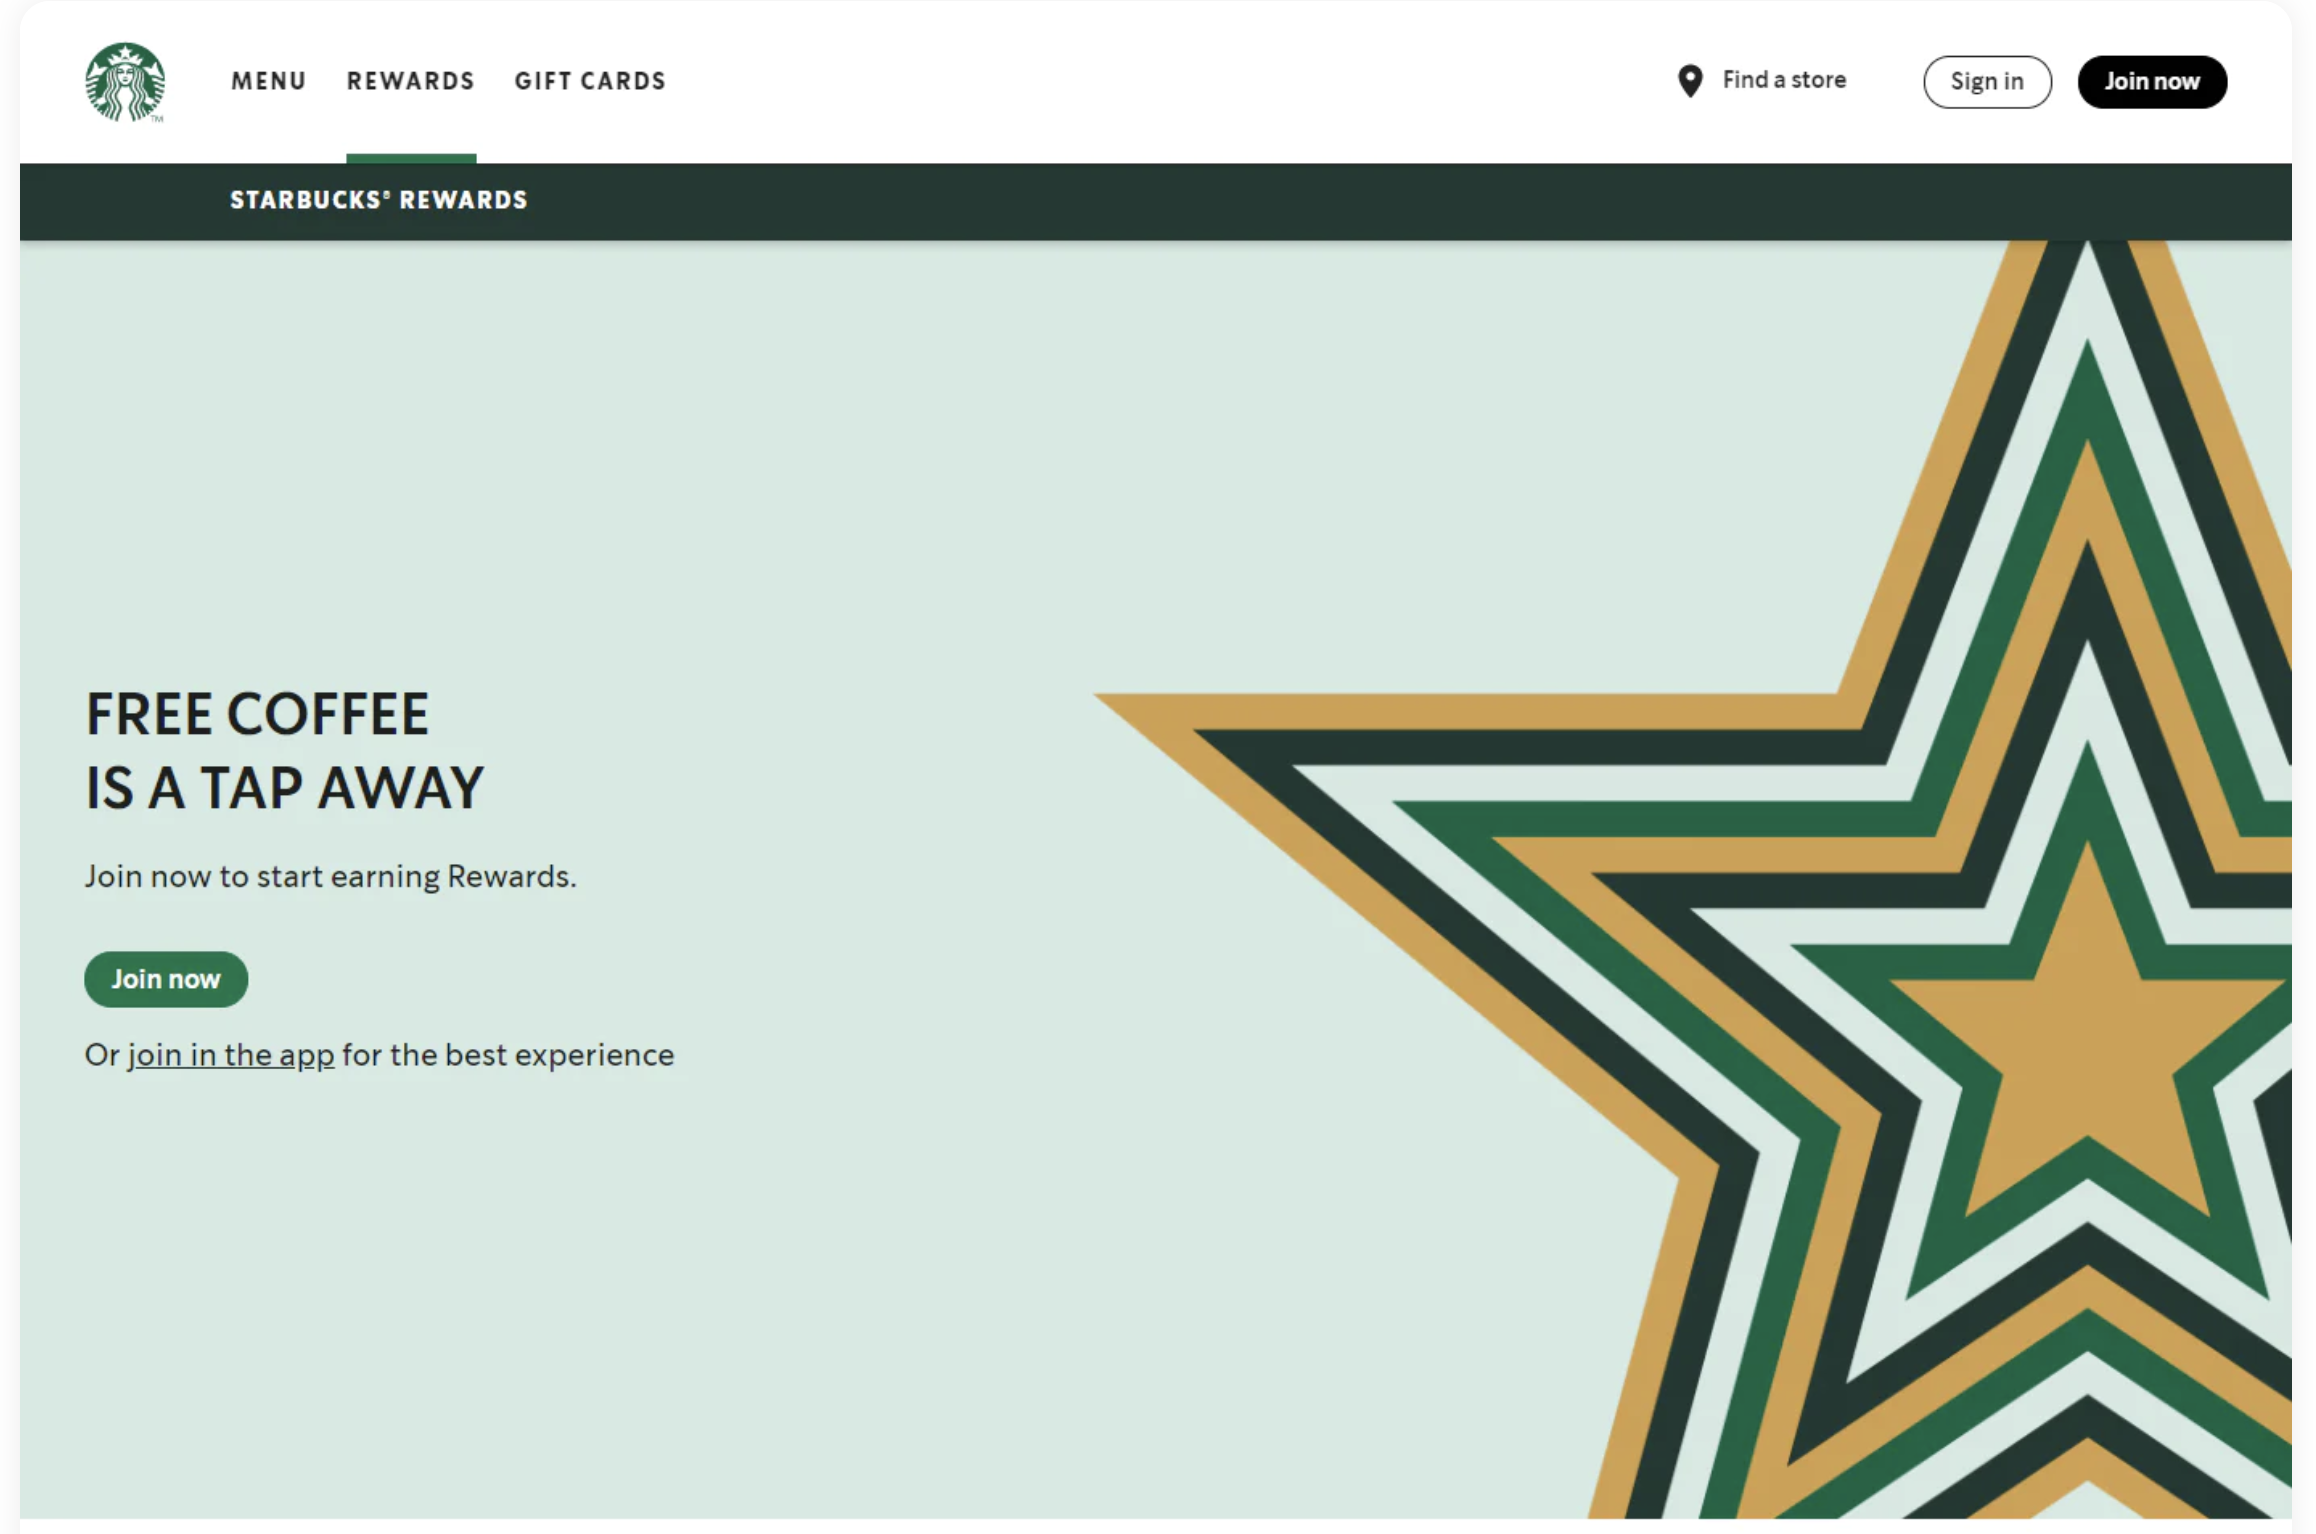 TM
MENU REWARDS GIFT CARDS Find a store Sign in Join now
STARBUCKS® REWARDS
FREE COFFEE
IS A TAP AWAY
Join now to start earning Rewards.
Join now
Or join in the app for the best experience